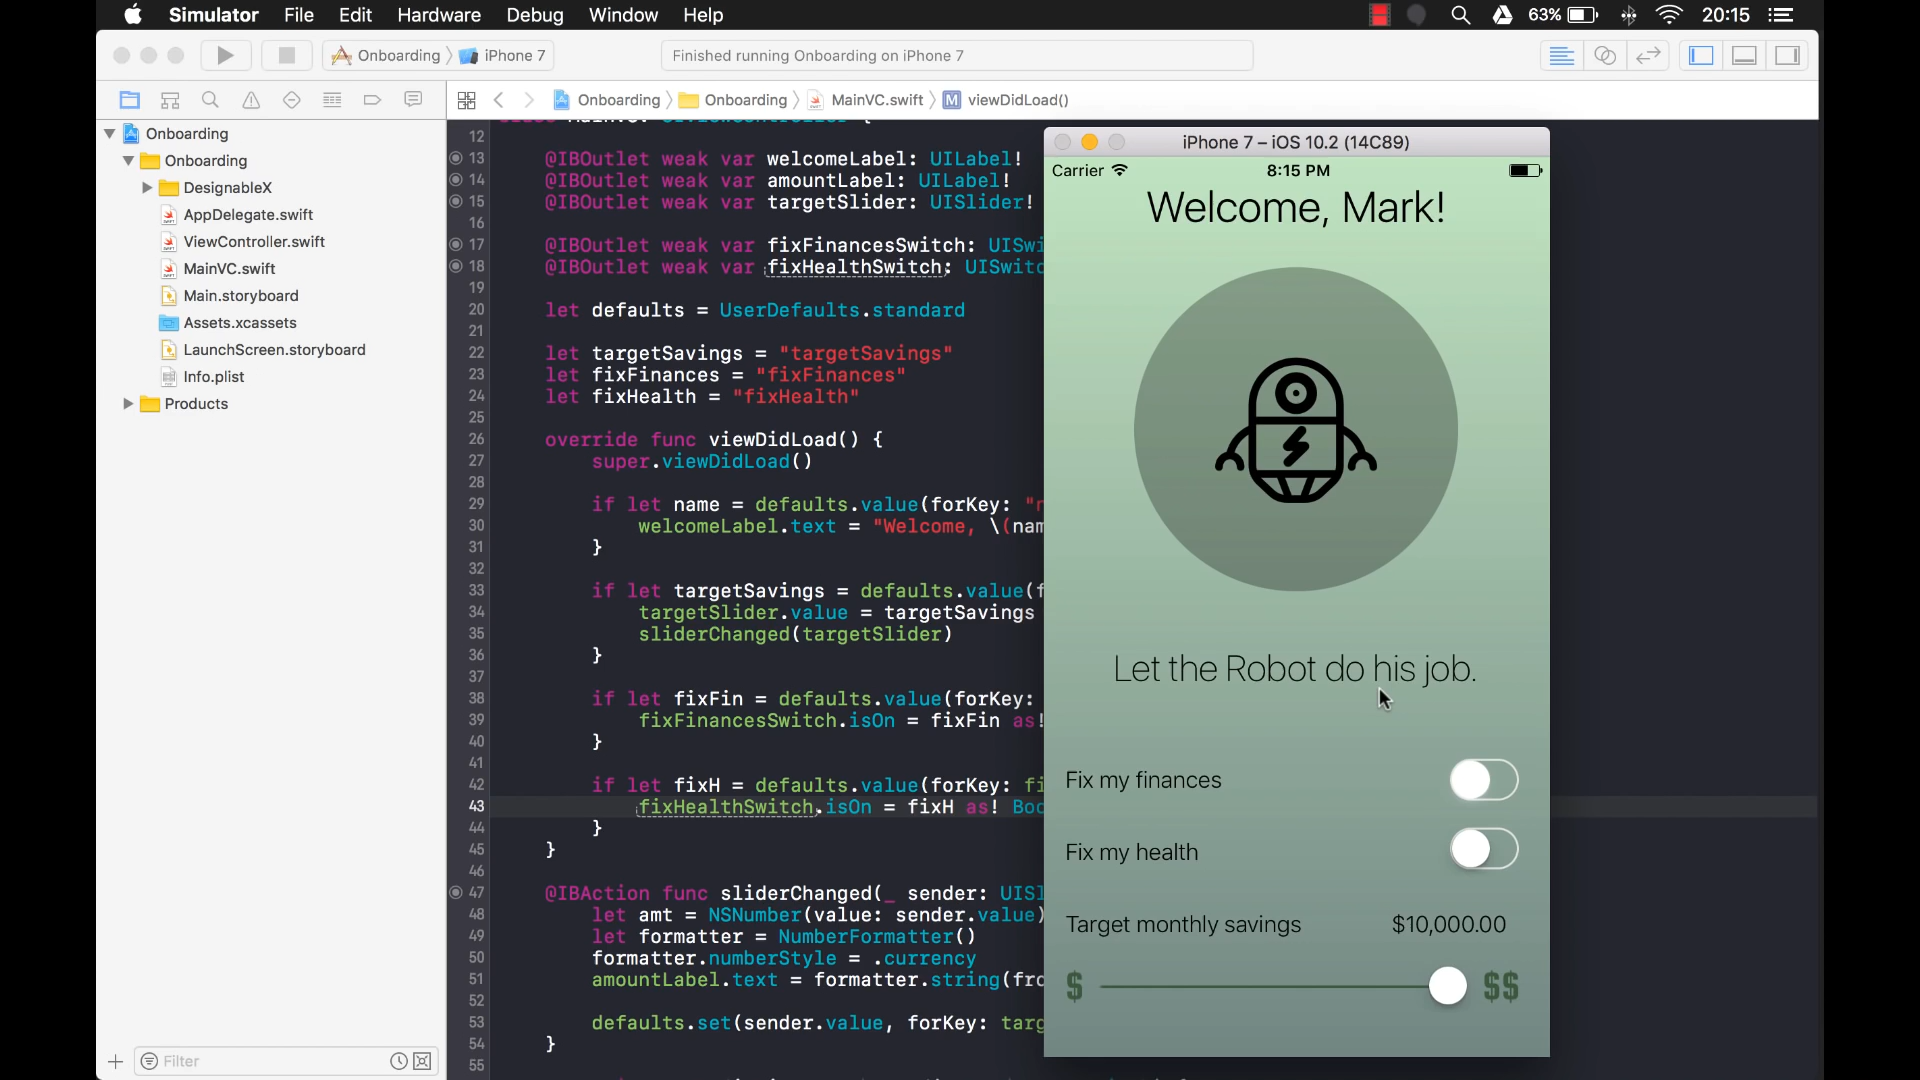 Simulator File Edit Hardware Debug Window Help 63% 20:15
Onboarding iPhone 7 Finished running Onboarding on iPhone 7
Onboarding Onboarding MainVC.swift M viewDidLoad()
Onboarding
Onboarding
DesignableX
AppDelegate.swift
ViewController.swift
MainVC.swift
Main.storyboard
Assets.xcassets
LaunchScreen.storyboard
Info.plist
Products
Filter
12
13 @IBOutlet weak var welcomeLabel: UILabel!
14 @IBOutlet weak var amountLabel: UILabel!
15 @IBOutlet weak var targetSlider: UISlider!
16
17 @IBOutlet weak var fixFinancesSwitch: UISwi
18 @IBOutlet weak var fixHealthSwitch: UISwitc
19
20 let defaults = UserDefaults.standard
21
22 let targetSavings = "targetSavings"
23 let fixFinances = "fixFinances"
24 let fixHealth = "fixHealth"
25
26 override func viewDidLoad() {
27 super.viewDidLoad()
28
29 if let name = defaults.value(forKey: "n
30 welcomeLabel.text = "Welcome, \(nam
31 }
32
33 if let targetSavings = defaults.value(f
34 targetSlider.value = targetSavings
35 sliderChanged(targetSlider)
36 }
37
38 if let fixFin = defaults.value(forKey:
39 fixFinancesSwitch.isOn = fixFin as!
40 }
41
42 if let fixH = defaults.value(forKey: fi
43 fixHealthSwitch.isOn = fixH as! Boo
44 }
45 }
46
47 @IBAction func sliderChanged(_ sender: UISl
48 let amt = NSNumber(value: sender.value)
49 let formatter = NumberFormatter()
50 formatter.numberStyle = .currency
51 amountLabel.text = formatter.string(fro
52
53 defaults.set(sender.value, forKey: targ
54 }
55
iPhone 7 – iOS 10.2 (14C89)
Carrier 8:15 PM
Welcome, Mark!
Let the Robot do his job.
Fix my finances
Fix my health
Target monthly savings $10,000.00
$ $$